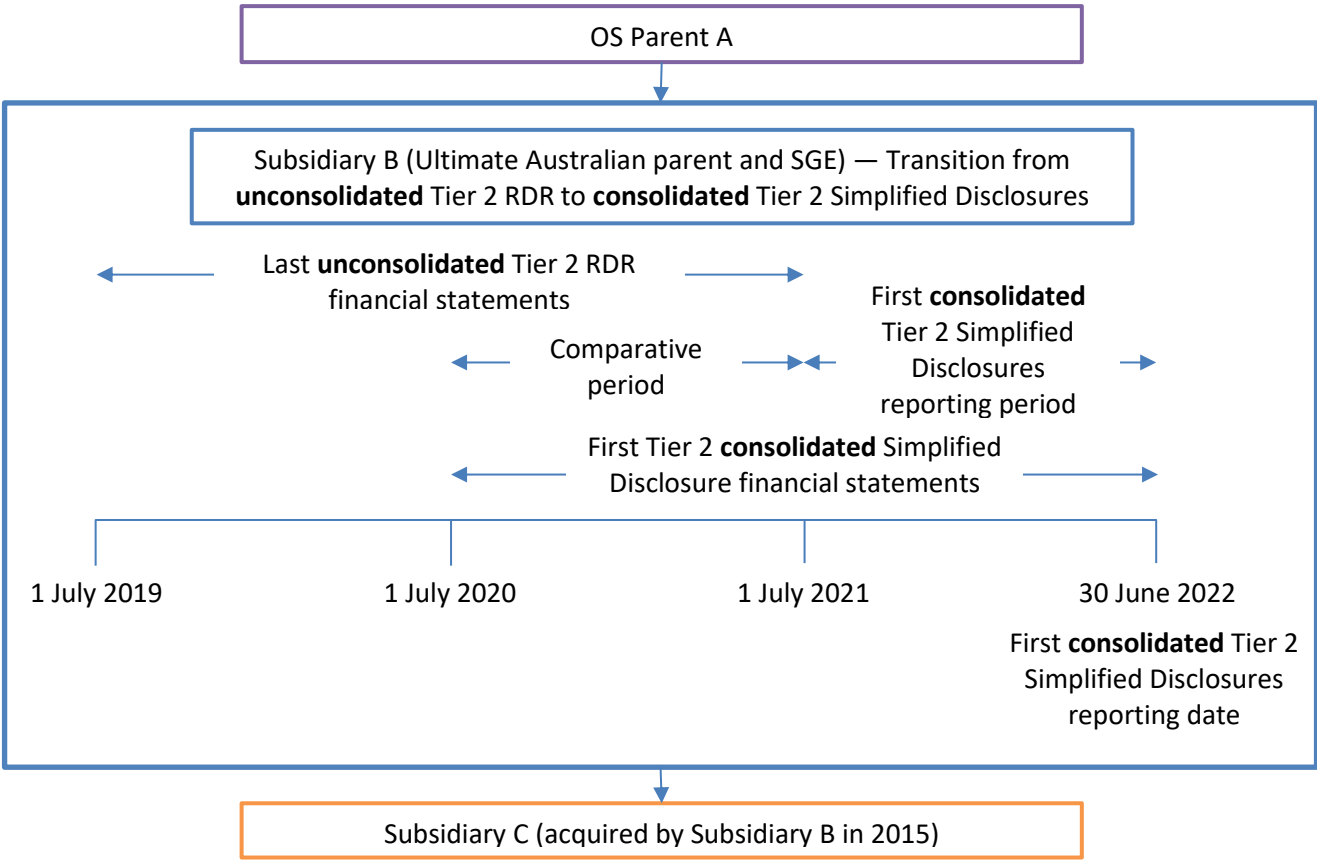 OS Parent A
Subsidiary B (Ultimate Australian parent and SGE) — Transition from
unconsolidated Tier 2 RDR to consolidated Tier 2 Simplified Disclosures
Last unconsolidated Tier 2 RDR
financial statements
First consolidated
Tier 2 Simplified
Disclosures
reporting period
Comparative
period
First Tier 2 consolidated Simplified
Disclosure financial statements
1 July 2019
1 July 2020
1 July 2021
30 June 2022
First consolidated Tier 2
Simplified Disclosures
reporting date
Subsidiary C (acquired by Subsidiary B in 2015)